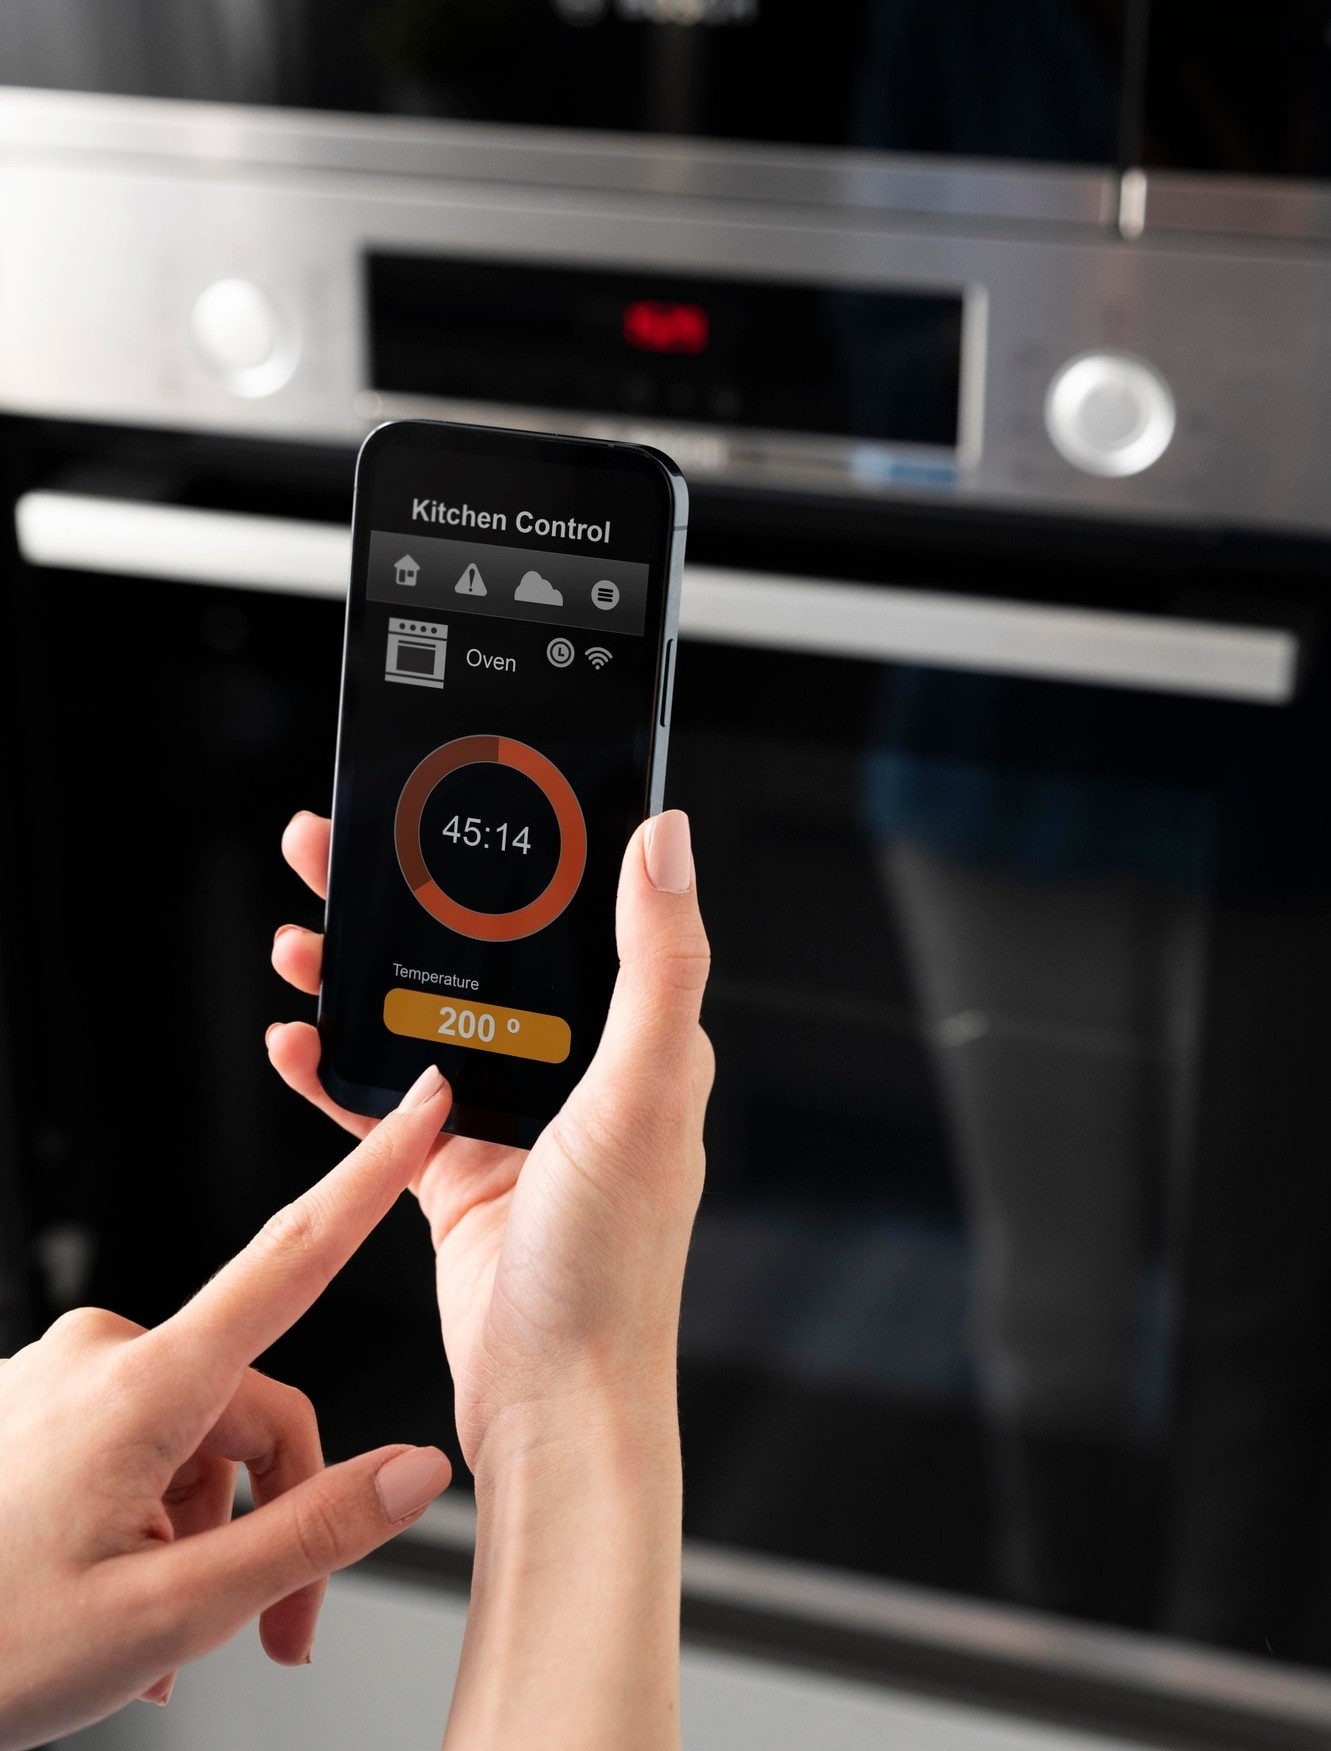 Kitchen Control
Oven
45:14
Temperature
200 º